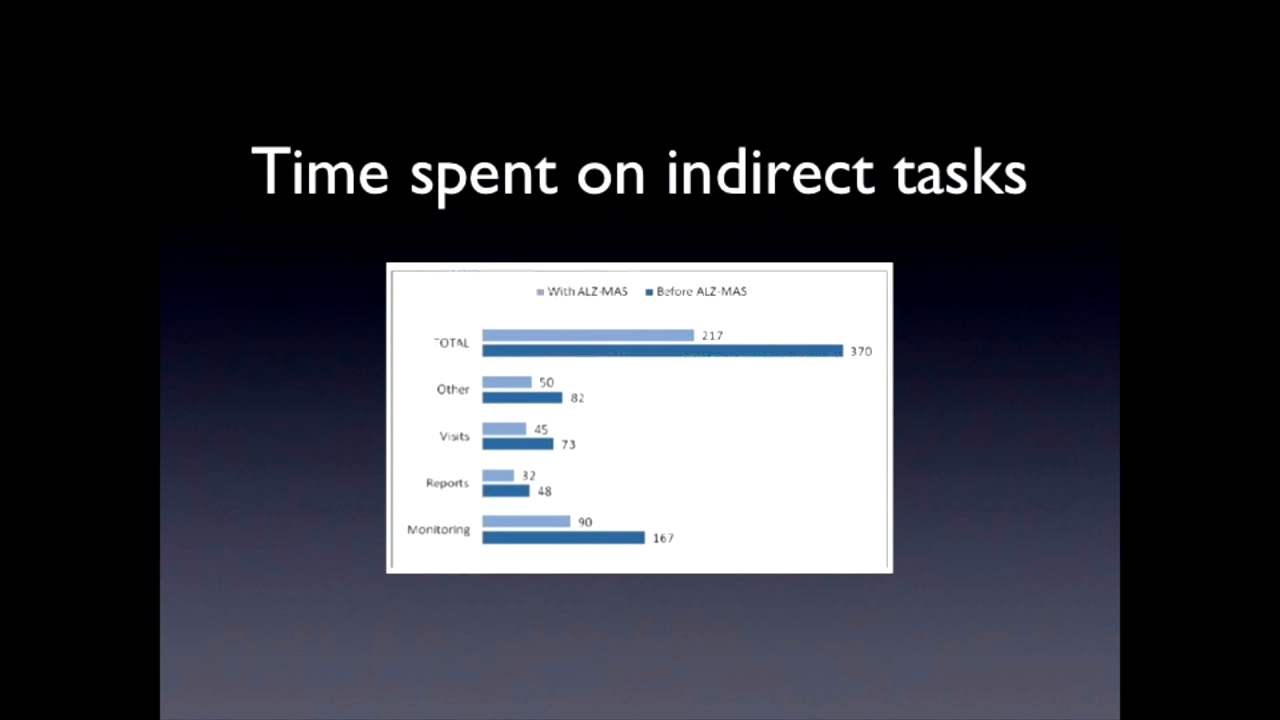 Time spent on indirect tasks
With ALZ-MAS Before ALZ-MAS
TOTAL 217
370
Other 50
82
Visits 45
73
Reports 32
48
Monitoring 90
167